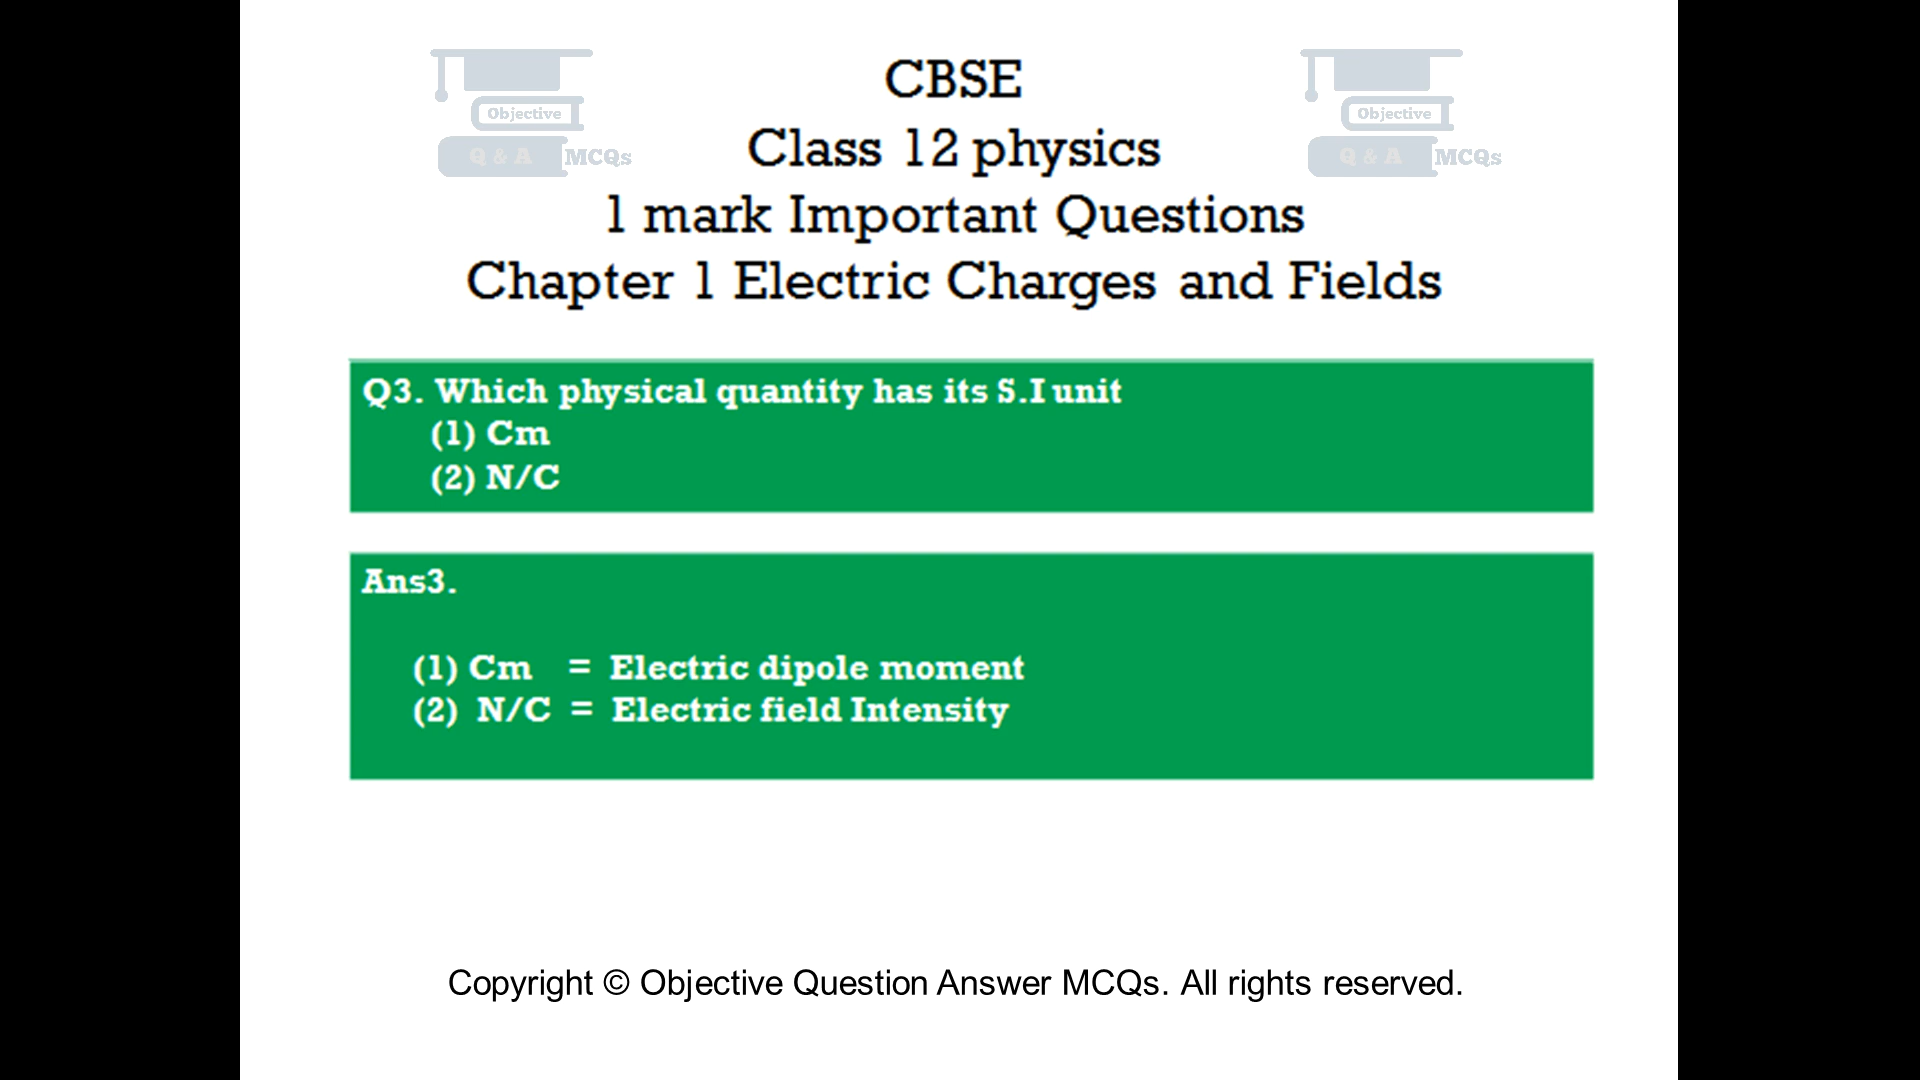 CBSE
Class 12 physics
1 mark Important Questions
Chapter 1 Electric Charges and Fields
Objective
Q & A MCQs
Objective
Q & A MCQs
Q3. Which physical quantity has its S.I unit
(1) Cm
(2) N/C
Ans3.
(1) Cm = Electric dipole moment
(2) N/C = Electric field Intensity
Copyright © Objective Question Answer MCQs. All rights reserved.